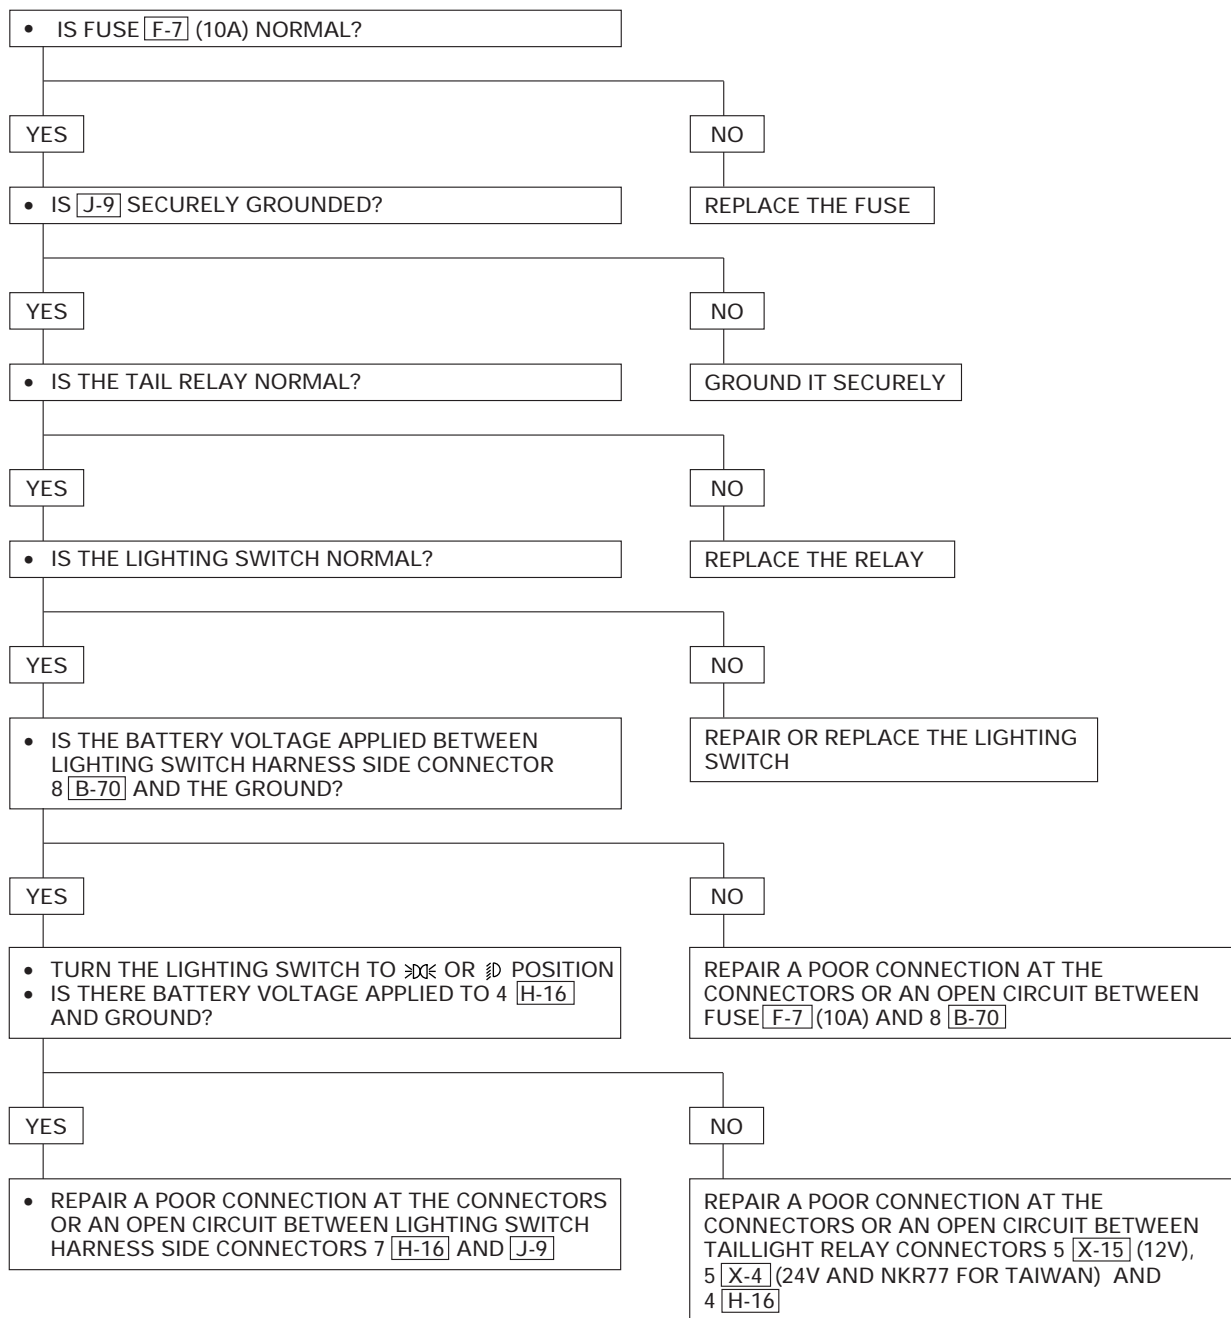 • IS FUSE F-7 (10A) NORMAL?
YES
NO
• IS J-9 SECURELY GROUNDED?
REPLACE THE FUSE
YES
NO
• IS THE TAIL RELAY NORMAL?
GROUND IT SECURELY
YES
NO
• IS THE LIGHTING SWITCH NORMAL?
REPLACE THE RELAY
YES
NO
• IS THE BATTERY VOLTAGE APPLIED BETWEEN
LIGHTING SWITCH HARNESS SIDE CONNECTOR
8 B-70 AND THE GROUND?
REPAIR OR REPLACE THE LIGHTING
SWITCH
YES
NO
• TURN THE LIGHTING SWITCH TO OR POSITION
• IS THERE BATTERY VOLTAGE APPLIED TO 4 H-16
AND GROUND?
REPAIR A POOR CONNECTION AT THE
CONNECTORS OR AN OPEN CIRCUIT BETWEEN
FUSE F-7 (10A) AND 8 B-70
YES
NO
• REPAIR A POOR CONNECTION AT THE CONNECTORS
OR AN OPEN CIRCUIT BETWEEN LIGHTING SWITCH
HARNESS SIDE CONNECTORS 7 H-16 AND J-9
REPAIR A POOR CONNECTION AT THE
CONNECTORS OR AN OPEN CIRCUIT BETWEEN
TAILLIGHT RELAY CONNECTORS 5 X-15 (12V),
5 X-4 (24V AND NKR77 FOR TAIWAN) AND
4 H-16